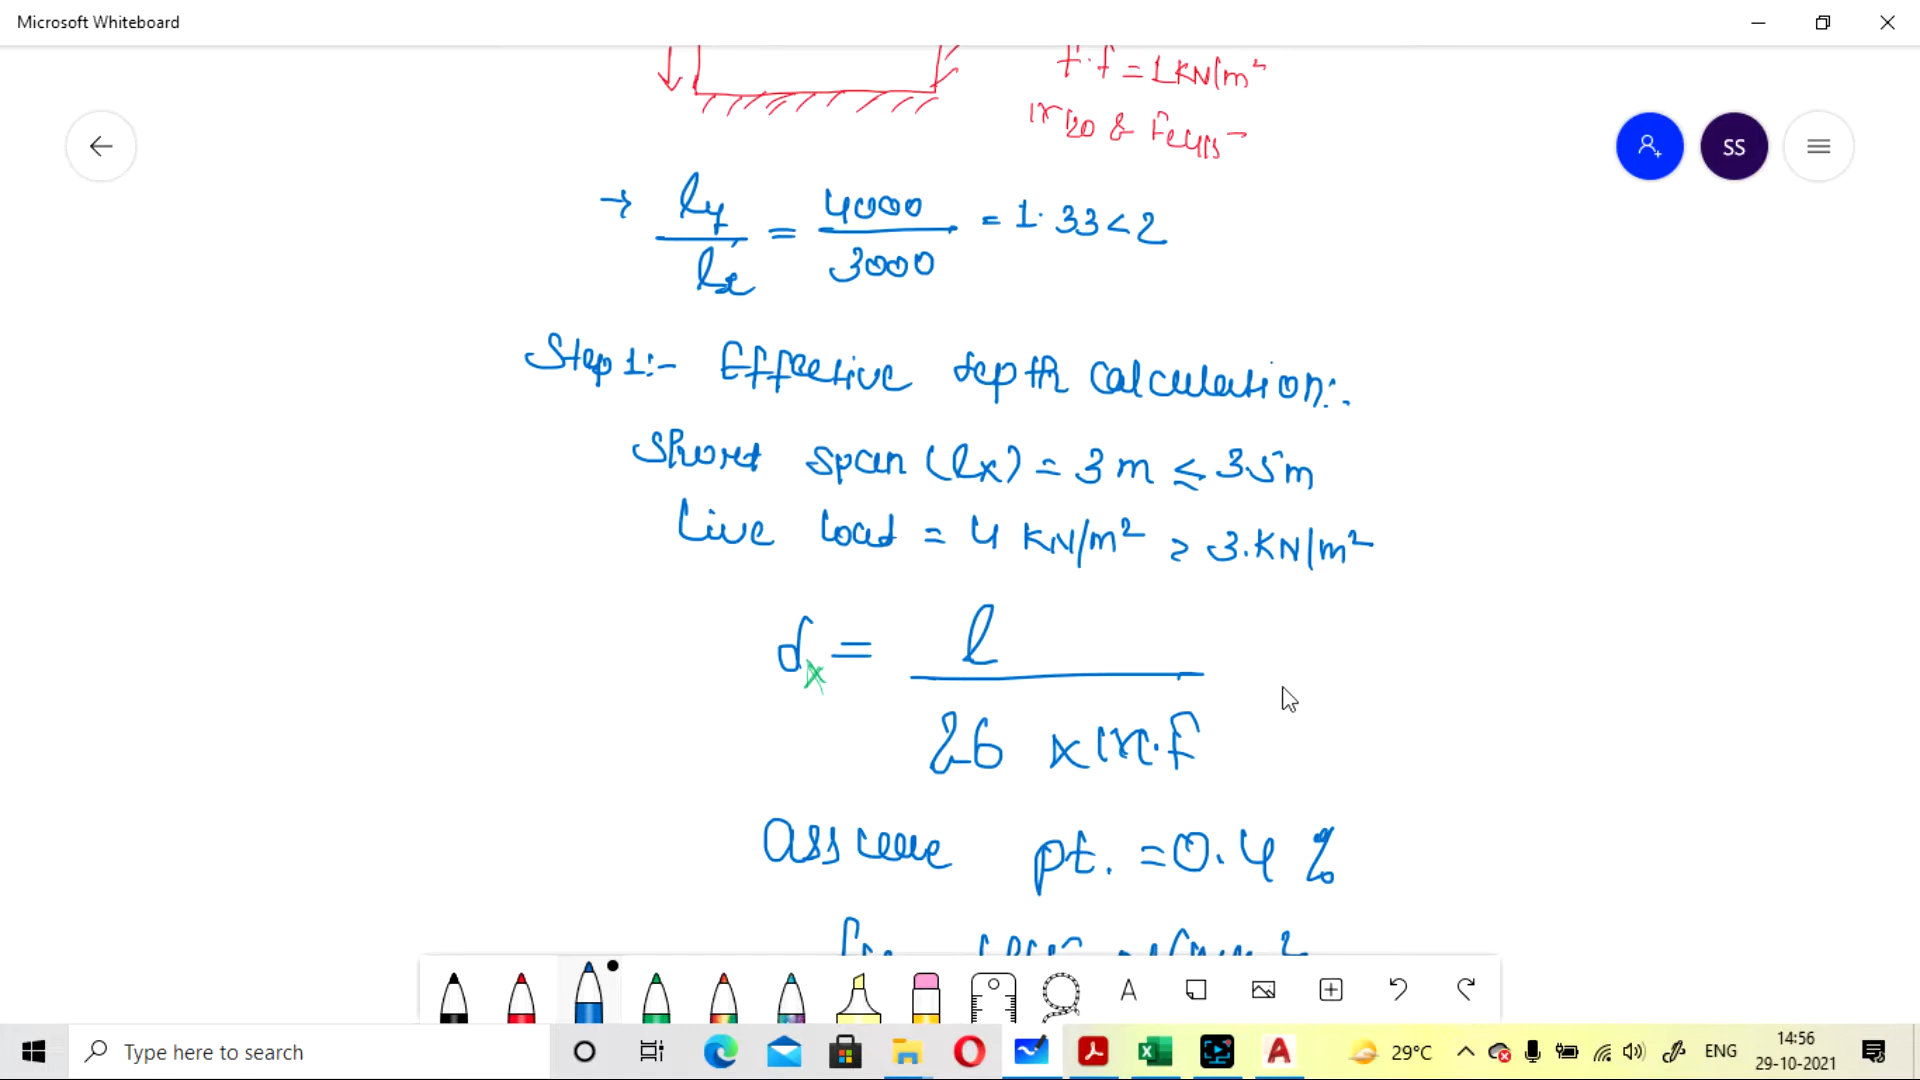 Microsoft Whiteboard
f.f = 1 KN/m²
M20 & Fe415
SS
→ ly/lx = 4000/3000 = 1.33 < 2
Step 1:- Effective depth calculation:.
Short span (lx) = 3 m ≤ 3.5 m
Live load = 4 KN/m² > 3.KN/m²
dx = l / 26 x M.F
Assume pt. = 0.4 %
A
Type here to search
29°C
ENG
14:56
29-10-2021